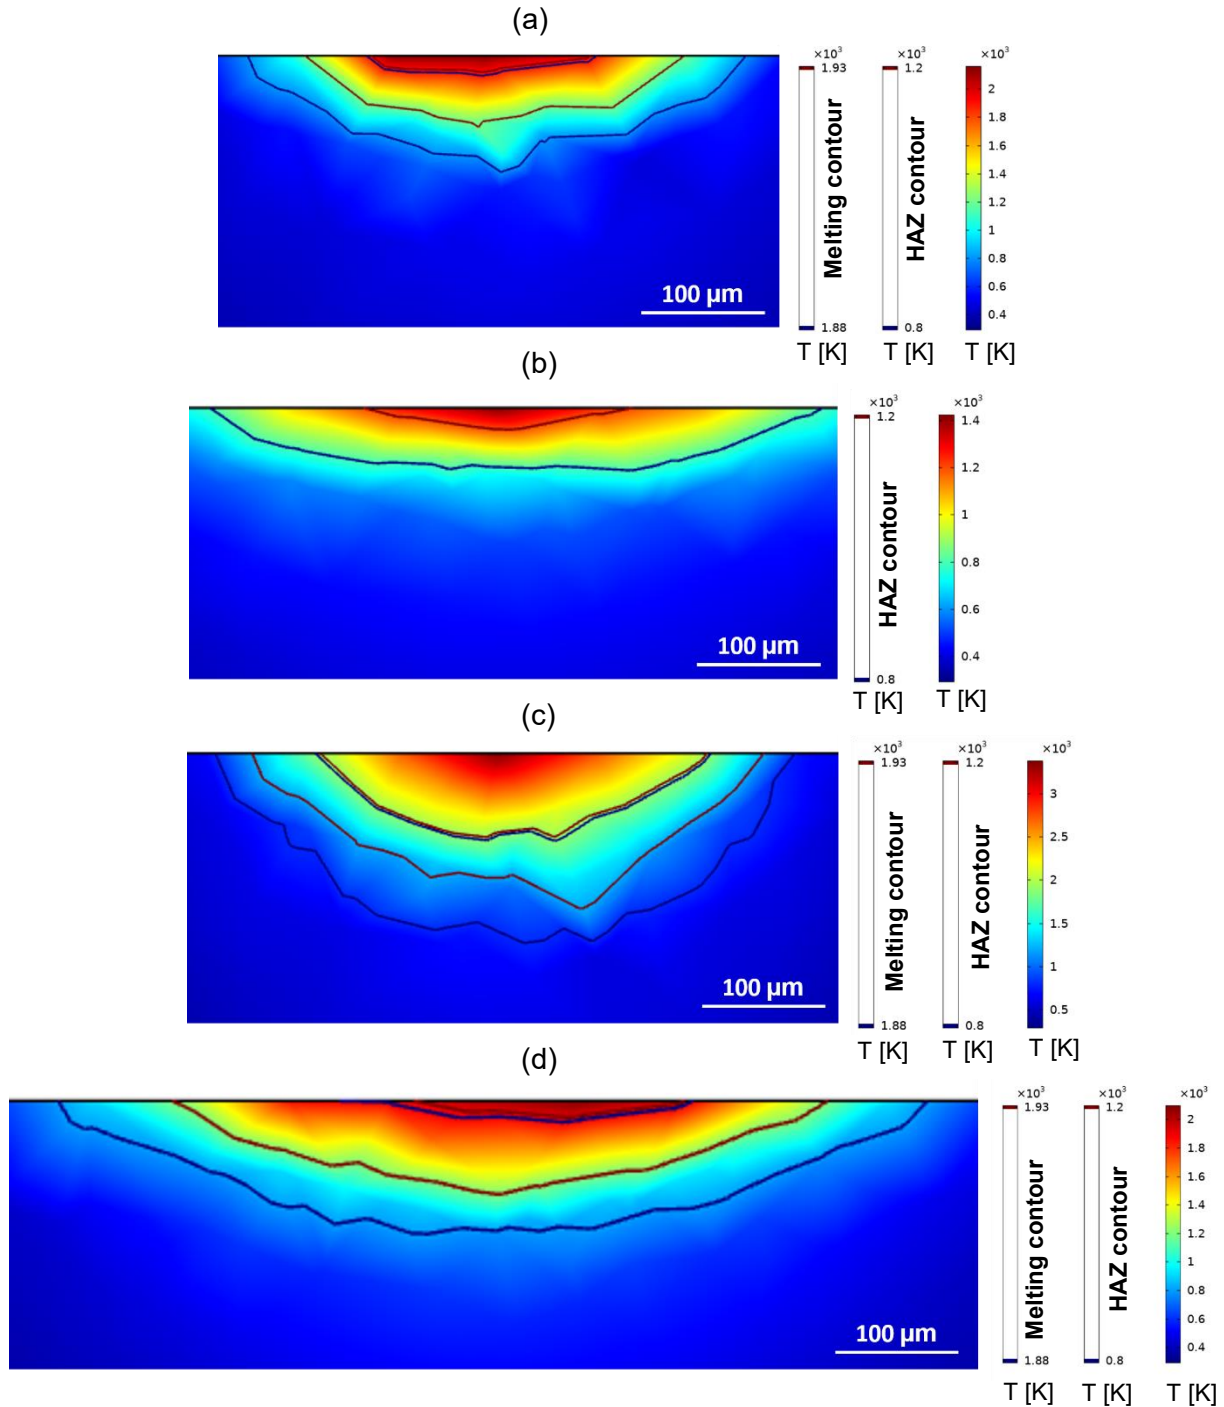 (a)
×10³ ×10³ ×10³
1.93 1.2
2
1.8
1.6
1.4
1.2
1
0.8
0.6
0.4
Melting contour
HAZ contour
100 µm
1.88 0.8
T [K] T [K] T [K]
(b)
×10³ ×10³
1.2 1.4
1.2
1
0.8
0.6
0.4
HAZ contour
100 µm
0.8
T [K] T [K]
(c)
×10³ ×10³ ×10³
1.93 1.2
3
2.5
2
1.5
1
0.5
Melting contour
HAZ contour
100 µm
1.88 0.8
T [K] T [K] T [K]
(d)
×10³ ×10³ ×10³
1.93 1.2
2
1.8
1.6
1.4
1.2
1
0.8
0.6
0.4
Melting contour
HAZ contour
100 µm
1.88 0.8
T [K] T [K] T [K]